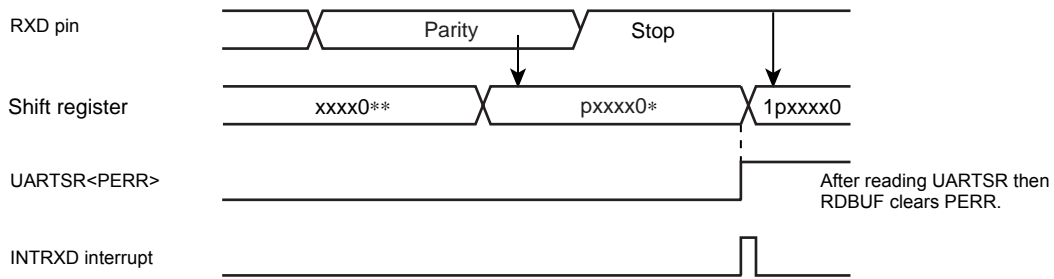 RXD pin
Parity
Stop
Shift register
xxxx0**
pxxxx0*
1pxxxx0
UARTSR<PERR>
After reading UARTSR then
RDBUF clears PERR.
INTRXD interrupt